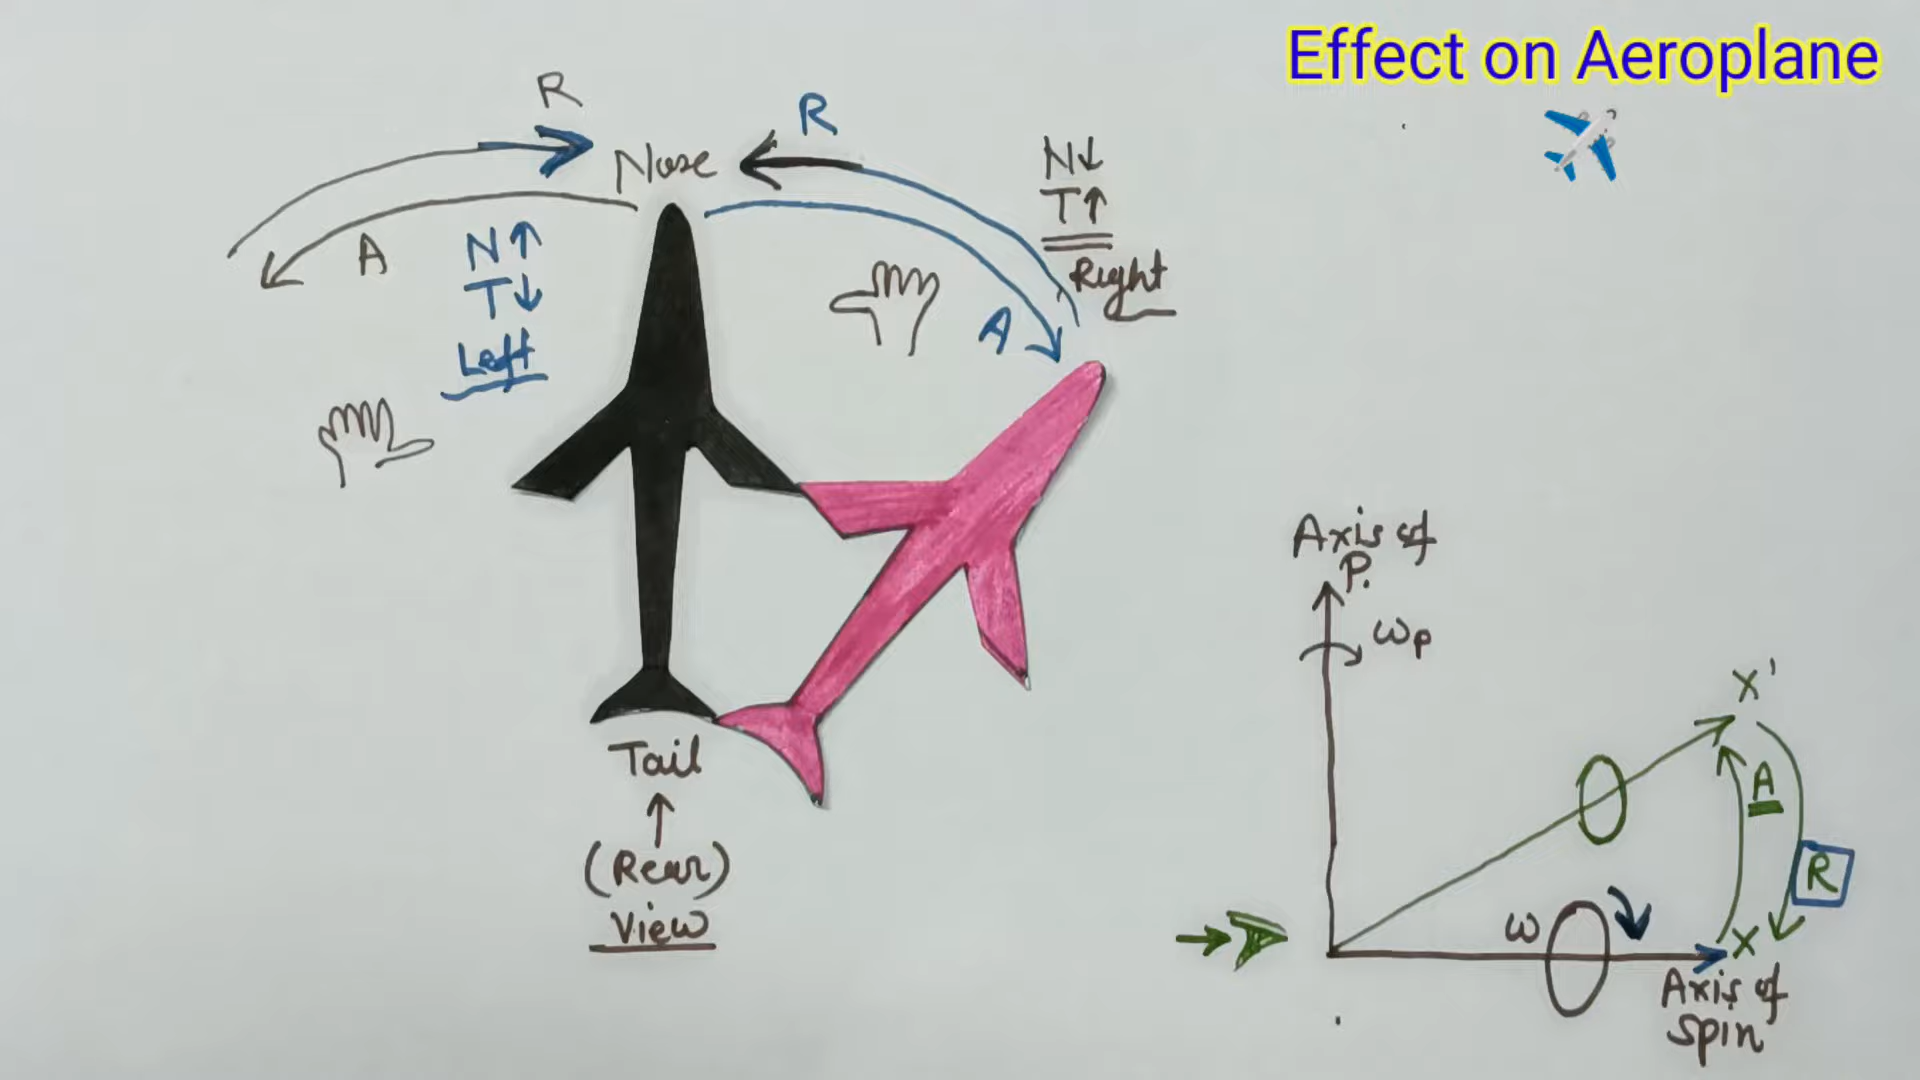 Effect on Aeroplane
R
R
Nose
A
N↑
T↓
Left
N↓
T↑
Right
A
Tail
↑
(Rear)
View
Axis of
P.
ωp
X'
A
R
ω
X
Axis of
Spin